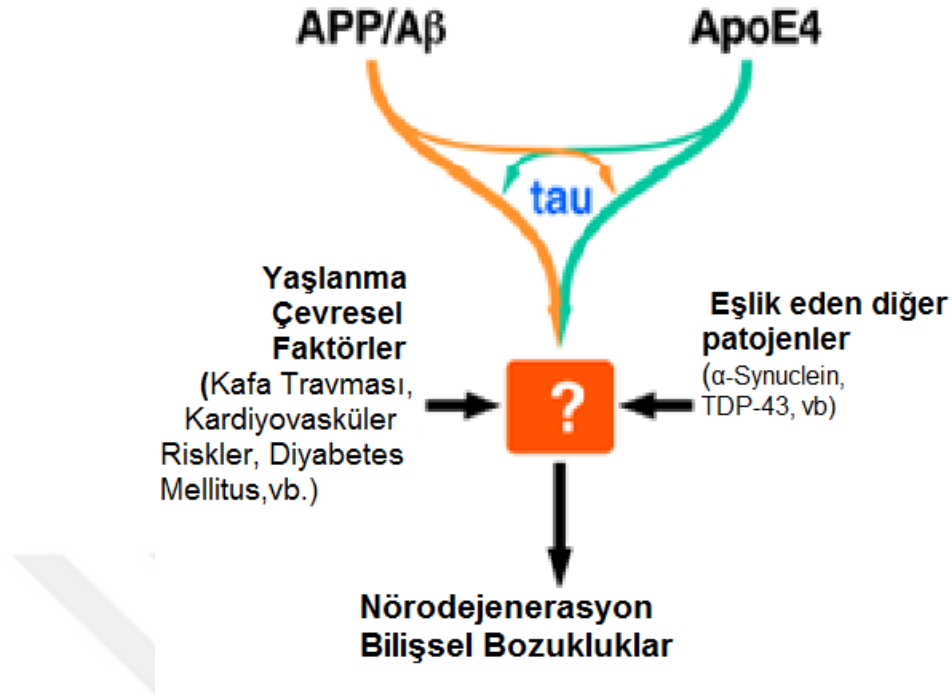 APP/Aβ
ApoE4
tau
Yaşlanma
Çevresel
Faktörler
(Kafa Travması,
Kardiyovasküler
Riskler, Diyabetes
Mellitus,vb.)
Eşlik eden diğer
patojenler
(α-Synuclein,
TDP-43, vb)
?
Nörodejenerasyon
Bilişsel Bozukluklar